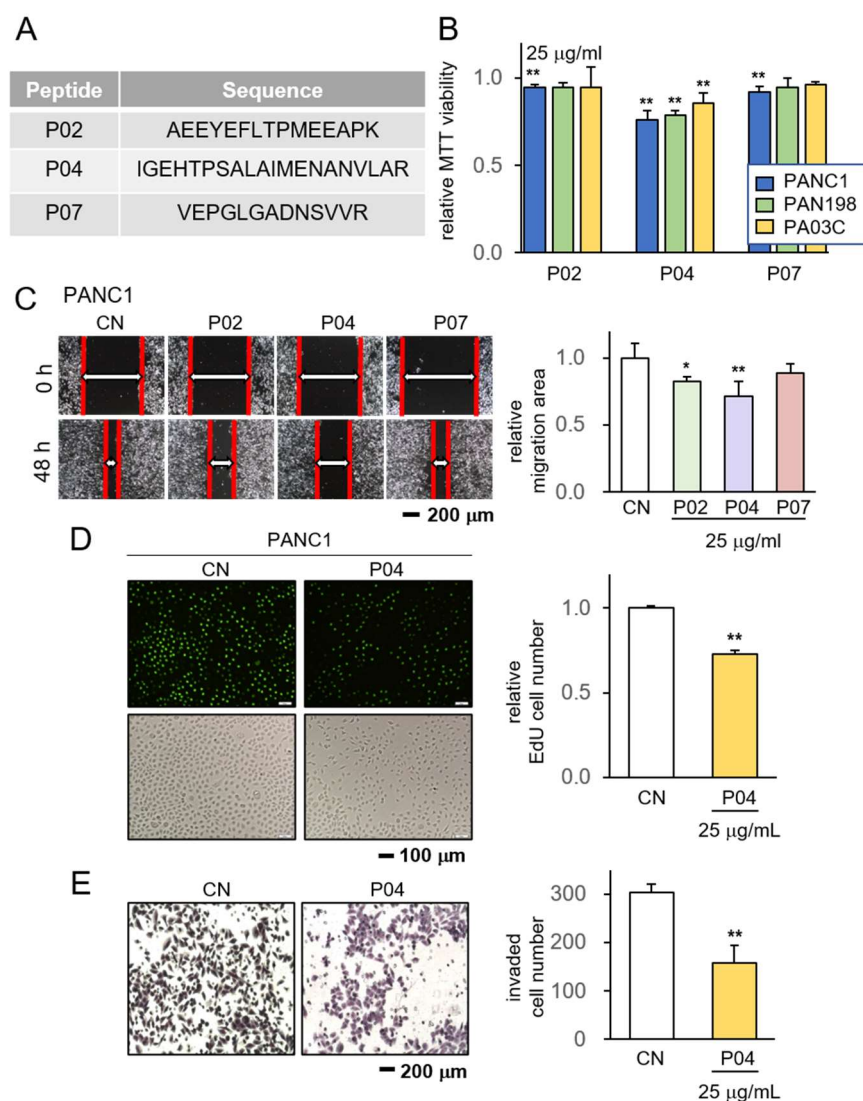 A
Peptide Sequence
P02 AEEYEFLTPMEEAPK
P04 IGEHTPSALAIMENANVLAR
P07 VEPGLGADNSVVR
B
25 µg/ml
relative MTT viability
1.0
0.5
0.0
** ** ** ** **
PANC1
PAN198
PA03C
P02 P04 P07
C
PANC1
CN P02 P04 P07
0 h
48 h
200 µm
relative
migration area
1.0
0.5
0.0
* **
CN P02 P04 P07
25 µg/ml
D
PANC1
CN P04
100 µm
relative
EdU cell number
1.0
0.5
0.0
**
CN P04
25 µg/mL
E
CN P04
200 µm
invaded
cell number
300
200
100
0
**
CN P04
25 µg/mL